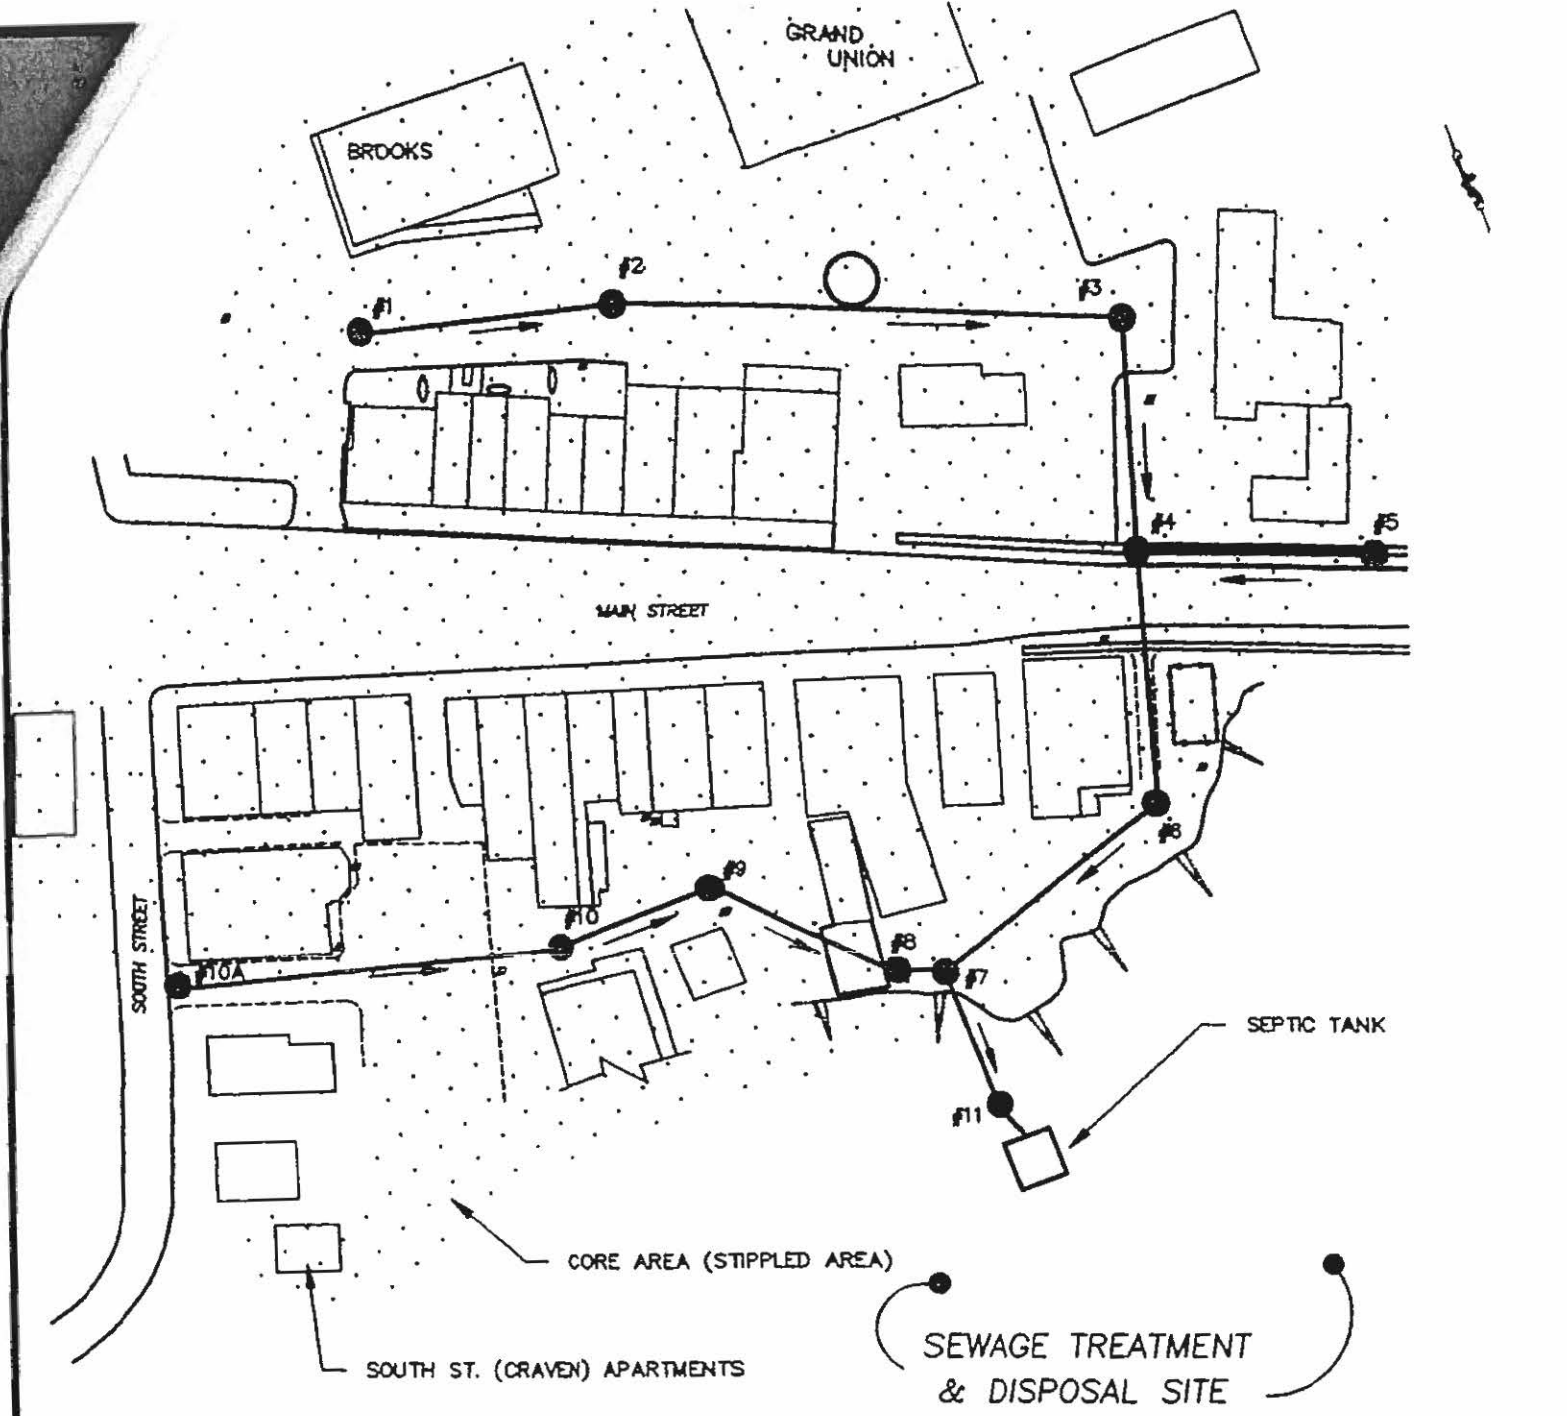 GRAND
UNION
BROOKS
#1
#2
#3
#4
#5
MAIN STREET
#6
#9
#10
#8
#7
#10A
SOUTH STREET
SEPTIC TANK
#11
CORE AREA (STIPPLED AREA)
SOUTH ST. (CRAVEN) APARTMENTS
SEWAGE TREATMENT
& DISPOSAL SITE